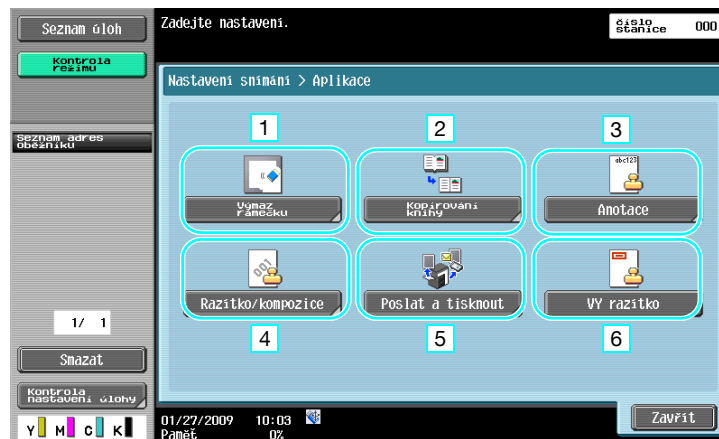 Seznam úloh
Zadejte nastavení.
číslo
stanice
000
Kontrola
režimu
Nastavení snímání > Aplikace
Seznam adres
oběžníku
1
2
3
abc123
Výmaz
rámečku
Kopírování
knihy
Anotace
001
Razítko/kompozice
Poslat a tisknout
VY razítko
4
5
6
1/ 1
Smazat
Kontrola
nastavení úlohy
Zavřít
Y M C K
01/27/2009 10:03
Paměť 0%